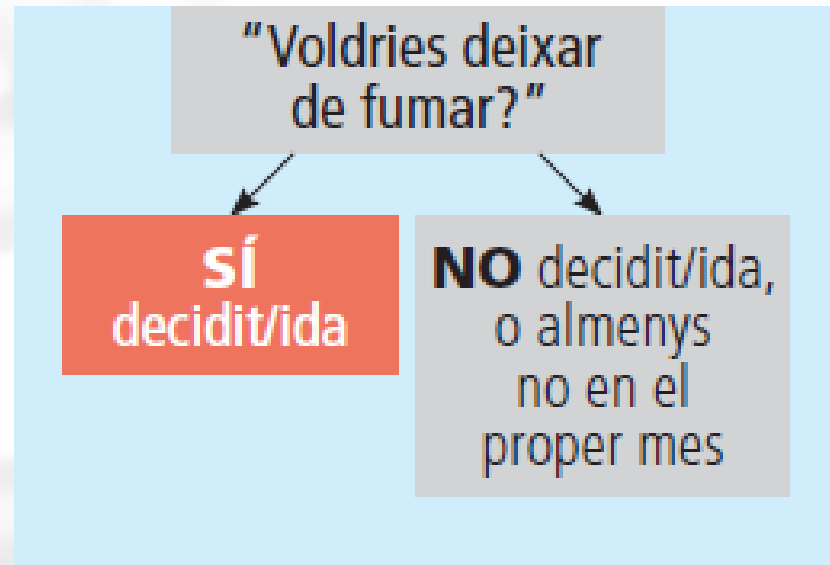 "Voldries deixar
de fumar?"
SÍ
decidit/ida
NO decidit/ida,
o almenys
no en el
proper mes